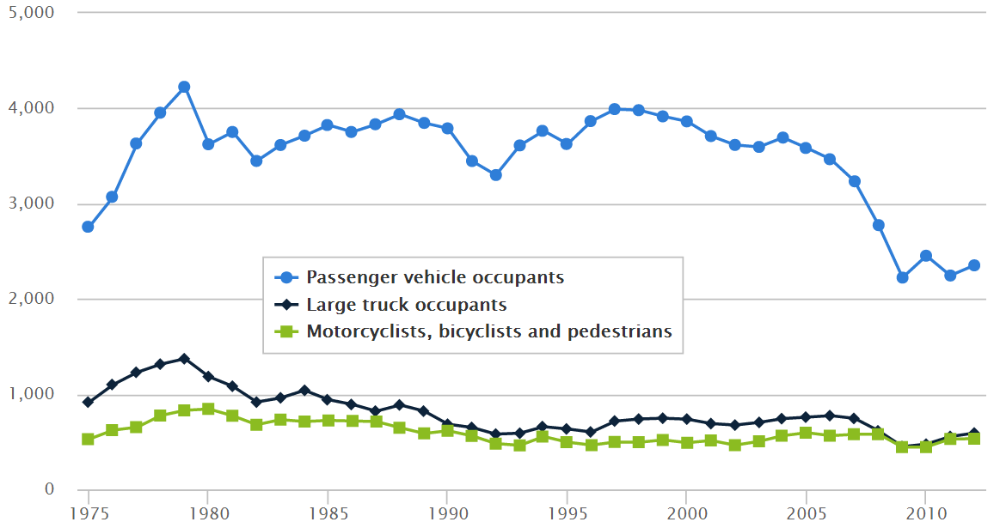 5,000
4,000
3,000
2,000
1,000
0
Passenger vehicle occupants
Large truck occupants
Motorcyclists, bicyclists and pedestrians
1975 1980 1985 1990 1995 2000 2005 2010